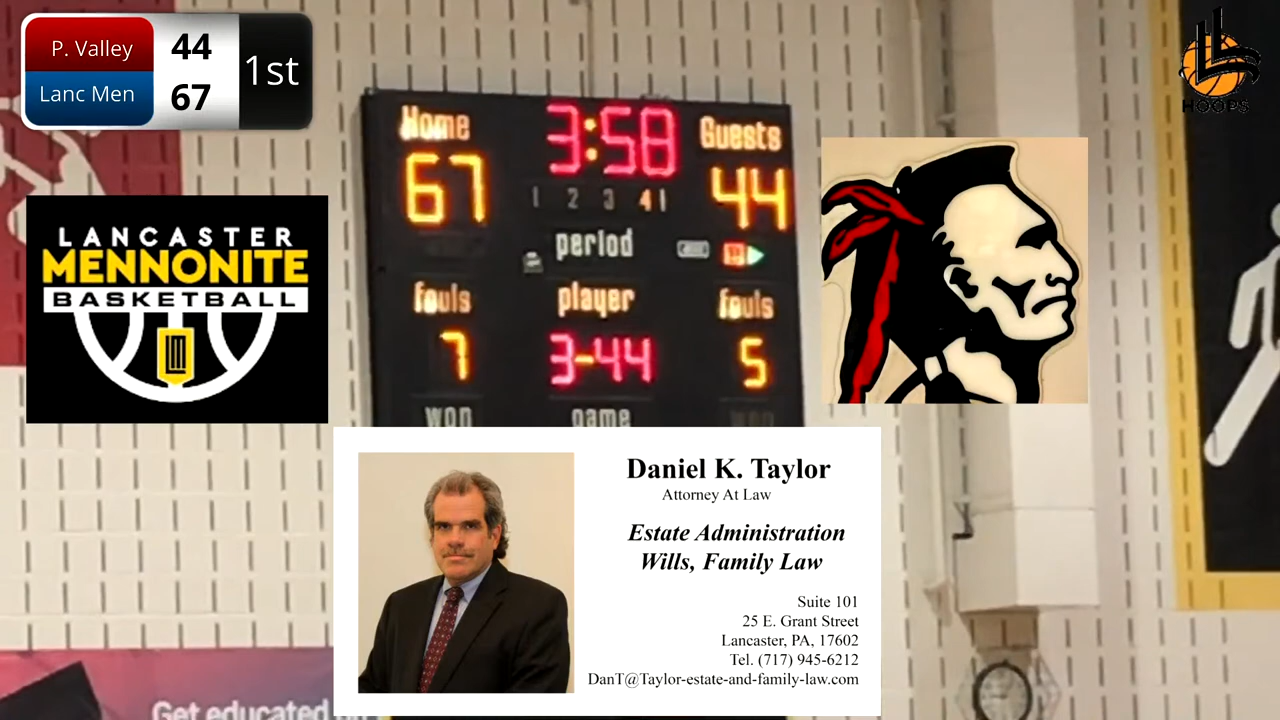 P. Valley 44
Lanc Men 67
1st
HOOPS
Home 3:58 Guests
67 44
1 2 3 4
period
fouls player fouls
7 3-44 5
won game won
LANCASTER
MENNONITE
BASKETBALL
LM
Daniel K. Taylor
Attorney At Law
Estate Administration
Wills, Family Law
Suite 101
25 E. Grant Street
Lancaster, PA, 17602
Tel. (717) 945-6212
DanT@Taylor-estate-and-family-law.com
Get educated